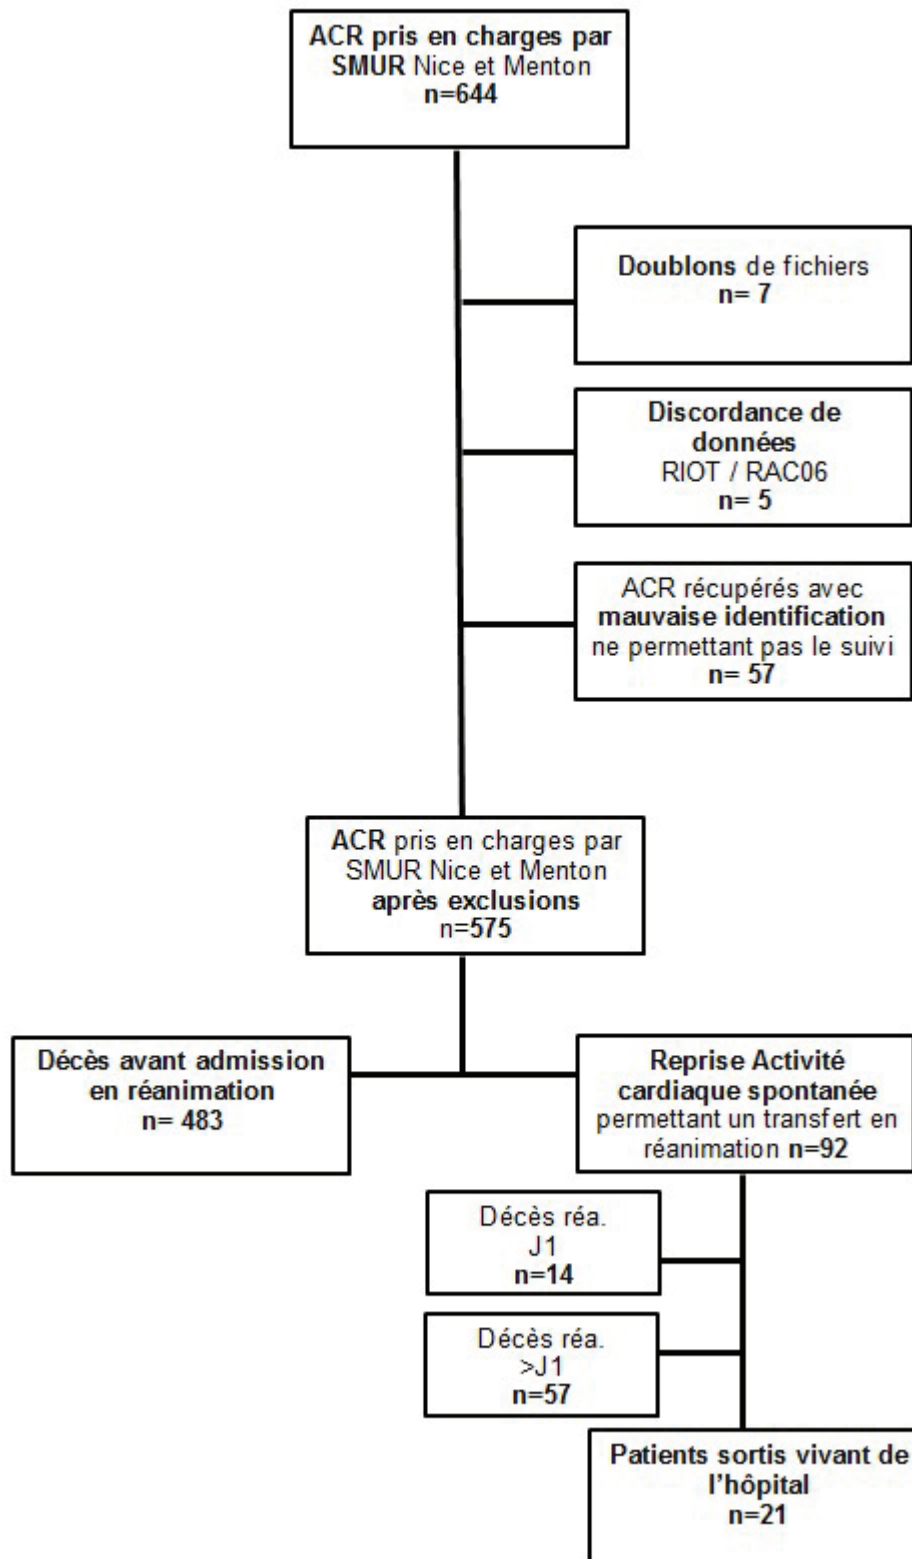 ACR pris en charges par
SMUR Nice et Menton
n=644
Doublons de fichiers
n= 7
Discordance de
données
RIOT / RAC06
n= 5
ACR récupérés avec
mauvaise identification
ne permettant pas le suivi
n= 57
ACR pris en charges par
SMUR Nice et Menton
après exclusions
n=575
Décès avant admission
en réanimation
n= 483
Reprise Activité
cardiaque spontanée
permettant un transfert en
réanimation n=92
Décès réa.
J1
n=14
Décès réa.
>J1
n=57
Patients sortis vivant de
l'hôpital
n=21